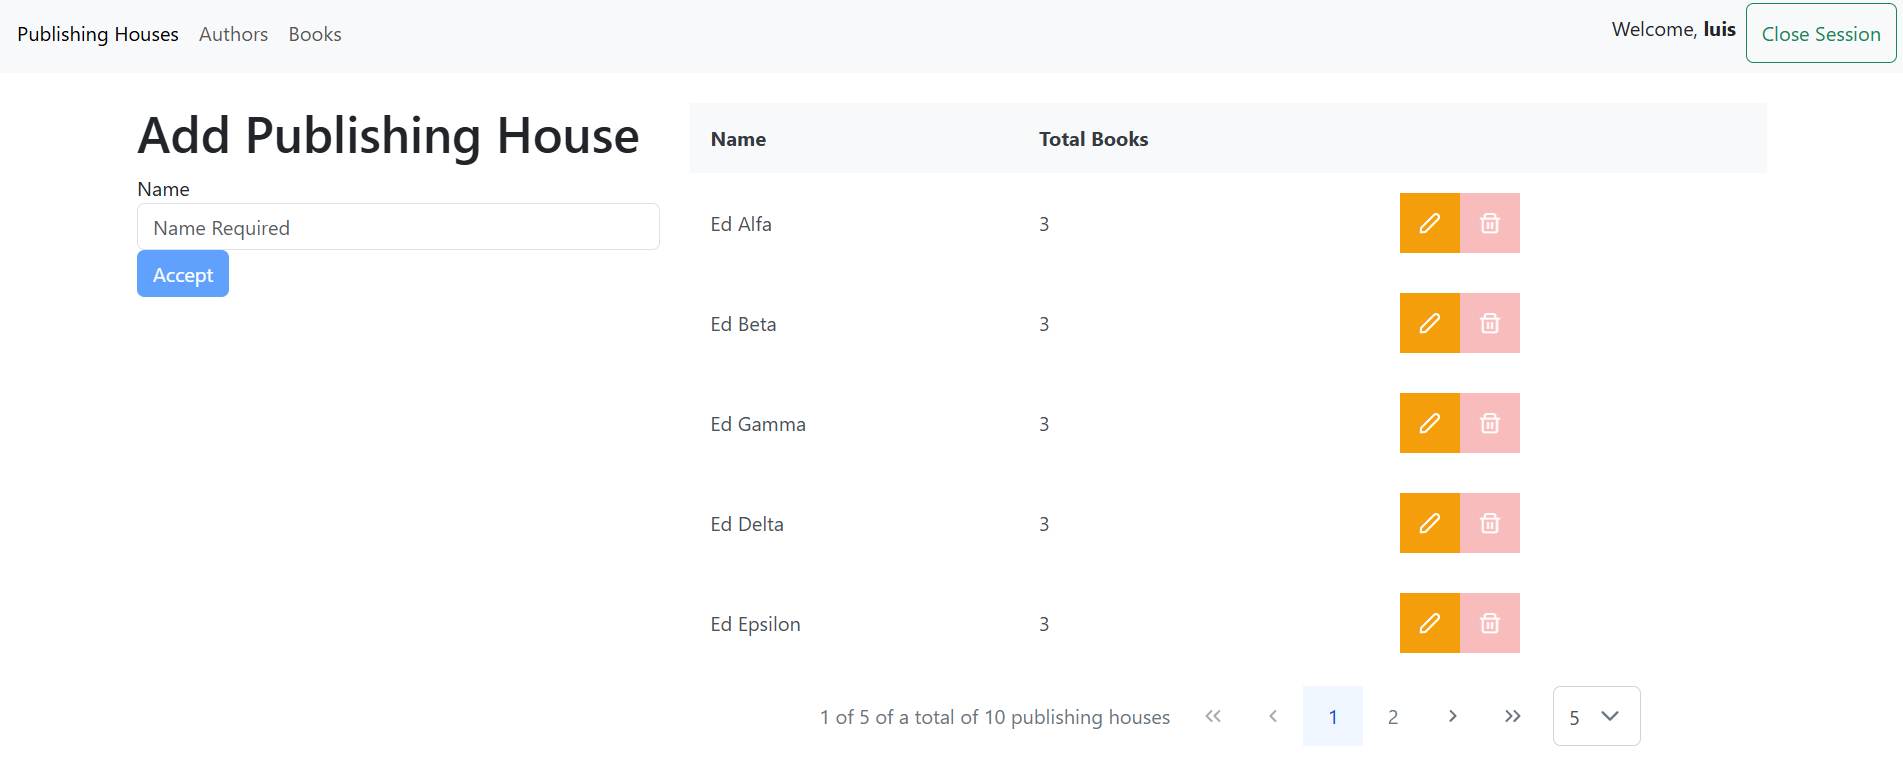 Publishing Houses Authors Books Welcome, luis Close Session
Add Publishing House
Name
Name Required
Accept
Name Total Books
Ed Alfa 3
Ed Beta 3
Ed Gamma 3
Ed Delta 3
Ed Epsilon 3
1 of 5 of a total of 10 publishing houses 1 2 5